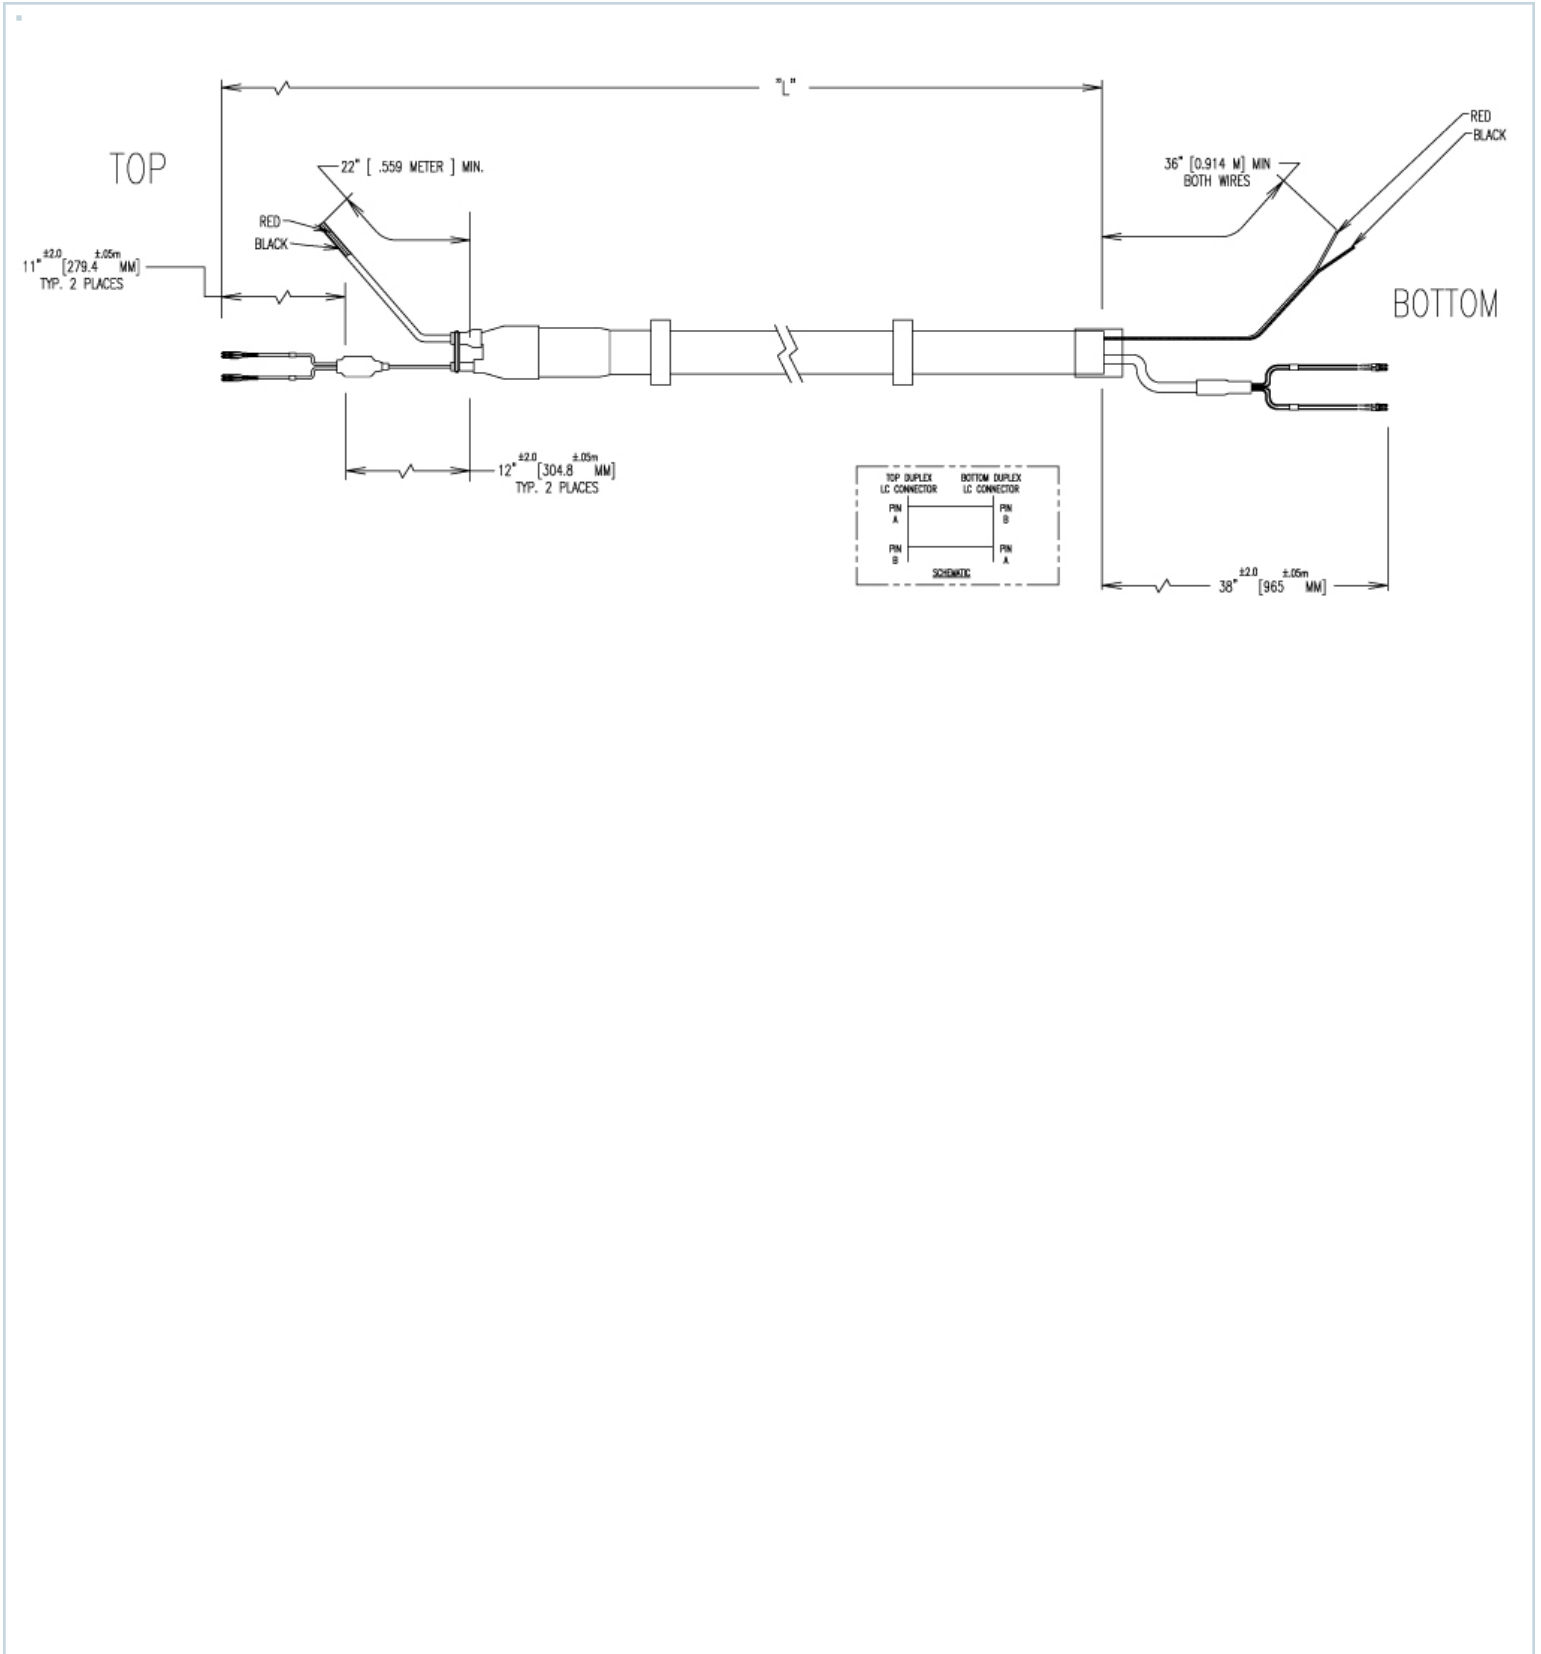 "L"
RED
BLACK
TOP
22" [ .559 METER ] MIN.
36" [0.914 M] MIN
BOTH WIRES
RED
BLACK
11" ±2.0 [279.4 ±.05m MM]
TYP. 2 PLACES
BOTTOM
12" ±2.0 [304.8 ±.05m MM]
TYP. 2 PLACES
TOP DUPLEX BOTTOM DUPLEX
LC CONNECTOR LC CONNECTOR
PIN PIN
A B
PIN PIN
B A
SCHEMATIC
38" ±2.0 [965 ±.05m MM]